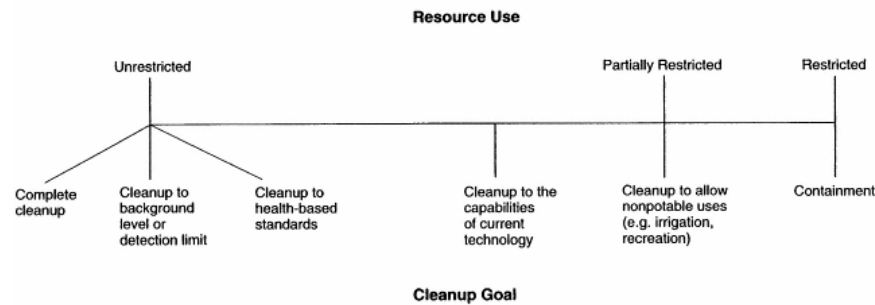 Resource Use
Unrestricted
Partially Restricted
Restricted
Complete
cleanup
Cleanup to
background
level or
detection limit
Cleanup to
health-based
standards
Cleanup to the
capabilities
of current
technology
Cleanup to allow
nonpotable uses
(e.g. irrigation,
recreation)
Containment
Cleanup Goal